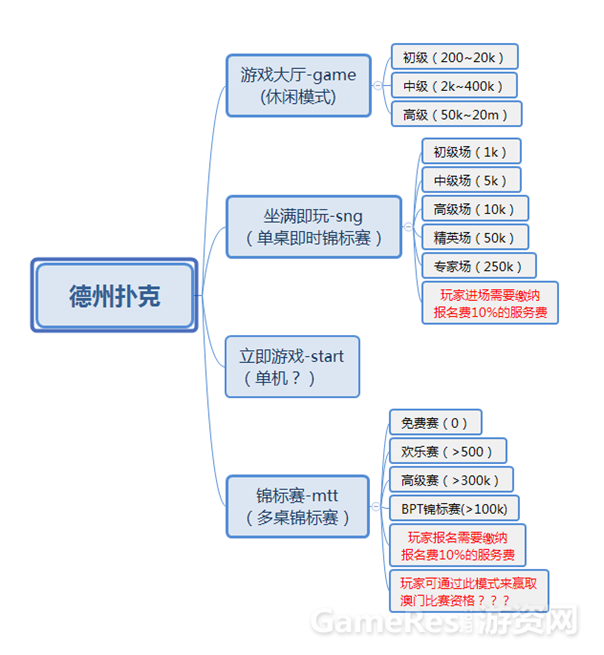 德州扑克
游戏大厅-game
(休闲模式)
初级（200~20k）
中级（2k~400k）
高级（50k~20m）
坐满即玩-sng
（单桌即时锦标赛）
初级场（1k）
中级场（5k）
高级场（10k）
精英场（50k）
专家场（250k）
玩家进场需要缴纳
报名费10%的服务费
立即游戏-start
（单机？）
锦标赛-mtt
（多桌锦标赛）
免费赛（0）
欢乐赛（>500）
高级赛（>300k）
BPT锦标赛(>100k)
玩家报名需要缴纳
报名费10%的服务费
玩家可通过此模式来赢取
澳门比赛资格？？？
GameRes游资网